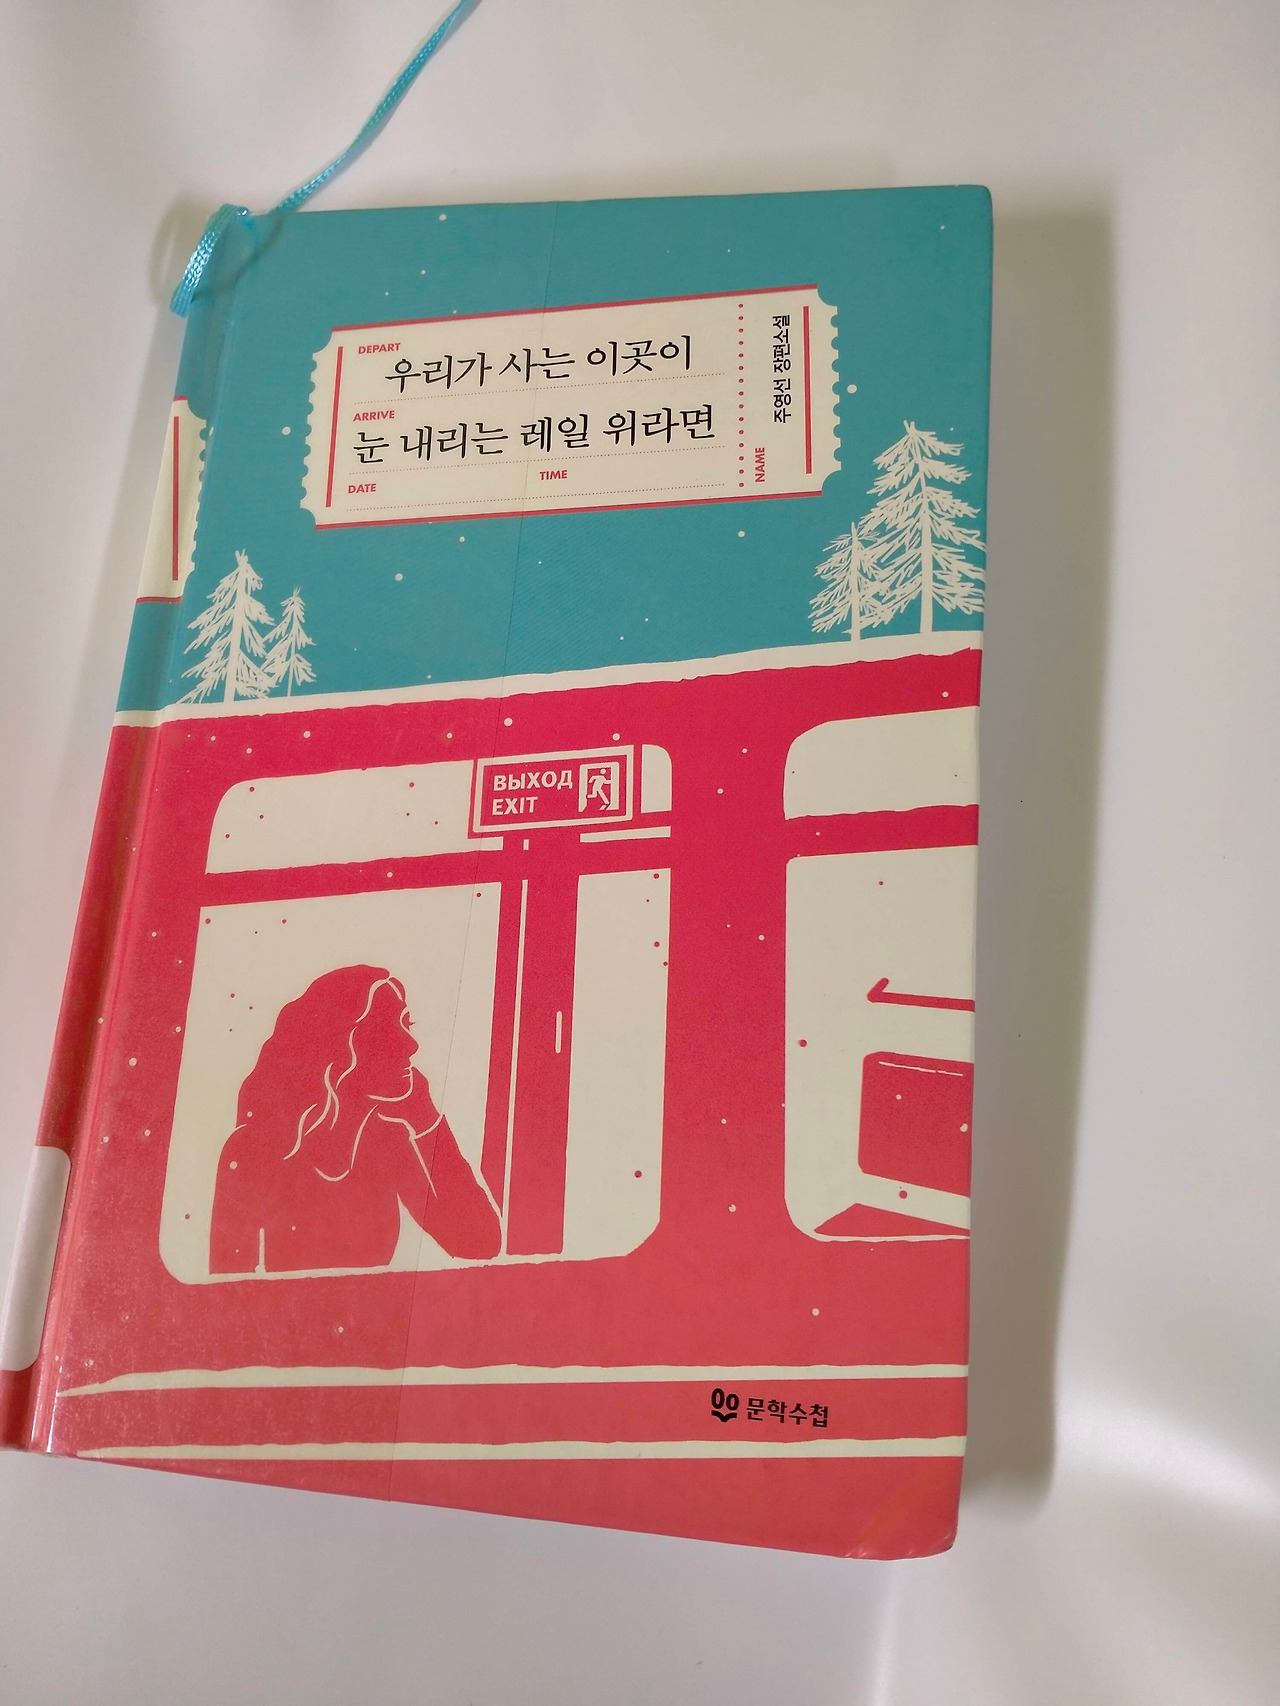 DEPART
우리가 사는 이곳이
ARRIVE
눈 내리는 레일 위라면
DATE
TIME
NAME
주영선 장편소설
ВЫХОД
EXIT
문학수첩